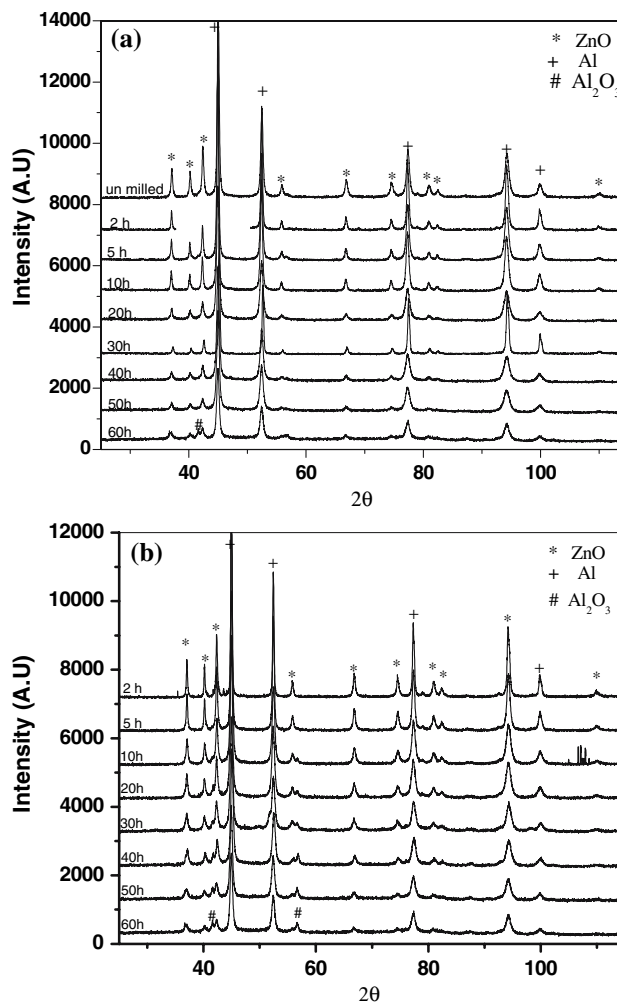 (a)
* ZnO
+ Al
# Al2O3
14000
12000
10000
8000
6000
4000
2000
0
Intensity (A.U)
un milled
2 h
5 h
10h
20h
30h
40h
50h
60h
#
40 60 80 100
2θ
(b)
* ZnO
+ Al
# Al2O3
12000
10000
8000
6000
4000
2000
0
Intensity (A.U)
2 h
5 h
10h
20h
30h
40h
50h
60h
# #
40 60 80 100
2θ